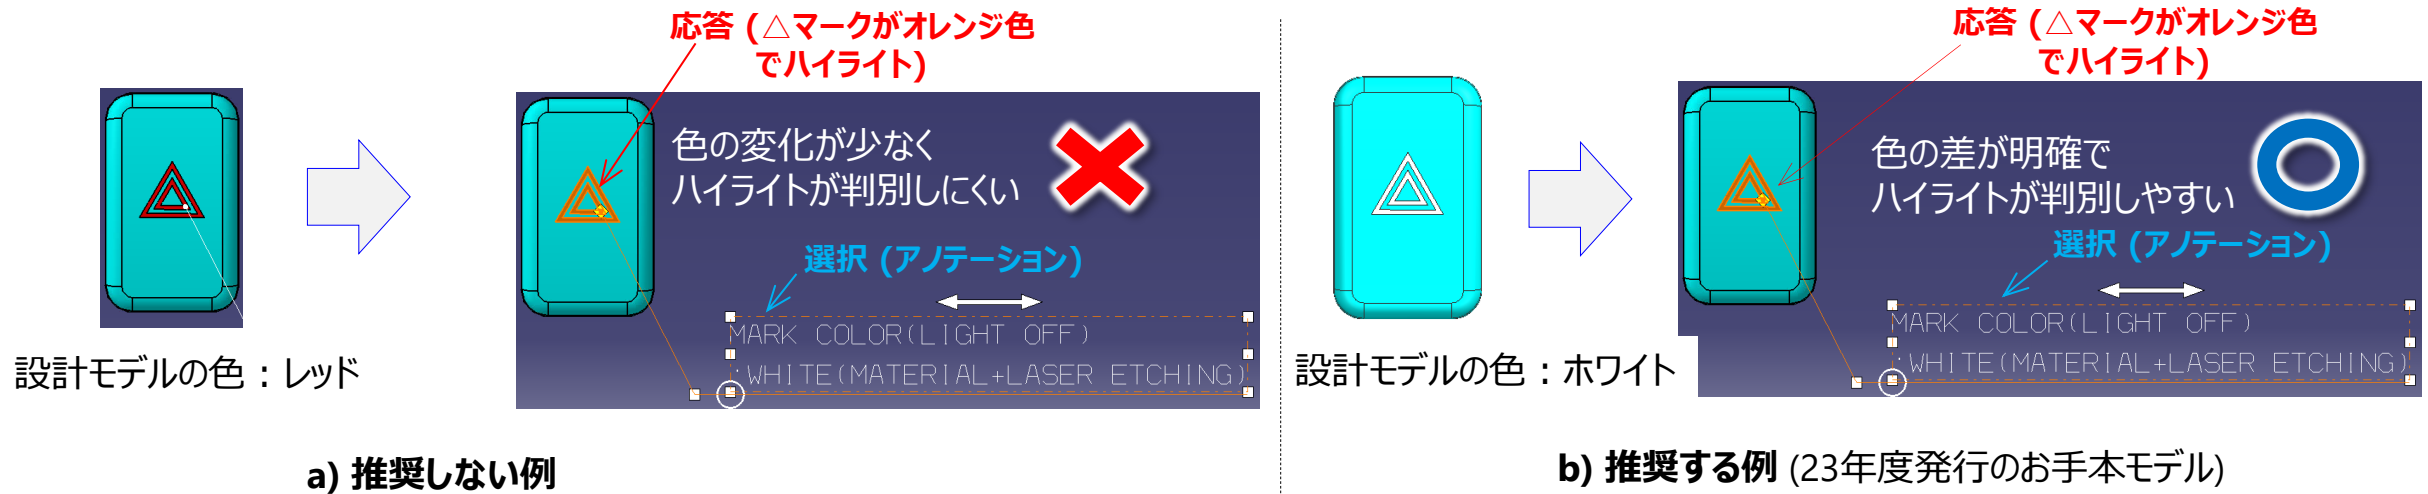 応答 (△マークがオレンジ色
でハイライト)
色の変化が少なく
ハイライトが判別しにくい
選択 (アノテーション)
MARK COLOR(LIGHT OFF)
:WHITE(MATERIAL+LASER ETCHING)
設計モデルの色：レッド
a) 推奨しない例
応答 (△マークがオレンジ色
でハイライト)
色の差が明確で
ハイライトが判別しやすい
選択 (アノテーション)
MARK COLOR(LIGHT OFF)
:WHITE(MATERIAL+LASER ETCHING)
設計モデルの色：ホワイト
b) 推奨する例 (23年度発行のお手本モデル)